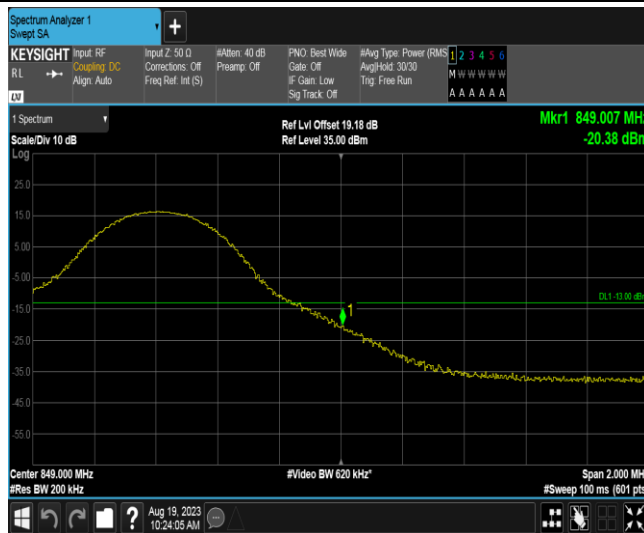 Spectrum Analyzer 1
Swept SA
+
KEYSIGHT
RL
LXI
Input: RF
Coupling: DC
Align: Auto
Input Z: 50 Ω
Corrections: Off
Freq Ref: Int (S)
#Atten: 40 dB
Preamp: Off
PNO: Best Wide
Gate: Off
IF Gain: Low
Sig Track: Off
#Avg Type: Power (RMS
Avg|Hold: 30/30
Trig: Free Run
1 2 3 4 5 6
M W W W W W
A A A A A A
1 Spectrum
Scale/Div 10 dB
Log
Ref Lvl Offset 19.18 dB
Ref Level 35.00 dBm
Mkr1 849.007 MHz
-20.38 dBm
25.0
15.0
5.00
-5.00
-15.0
-25.0
-35.0
-45.0
-55.0
DL1 -13.00 dBm
1
Center 849.000 MHz
#Res BW 200 kHz
#Video BW 620 kHz*
Span 2.000 MH
#Sweep 100 ms (601 pts
?
Aug 19, 2023
10:24:05 AM